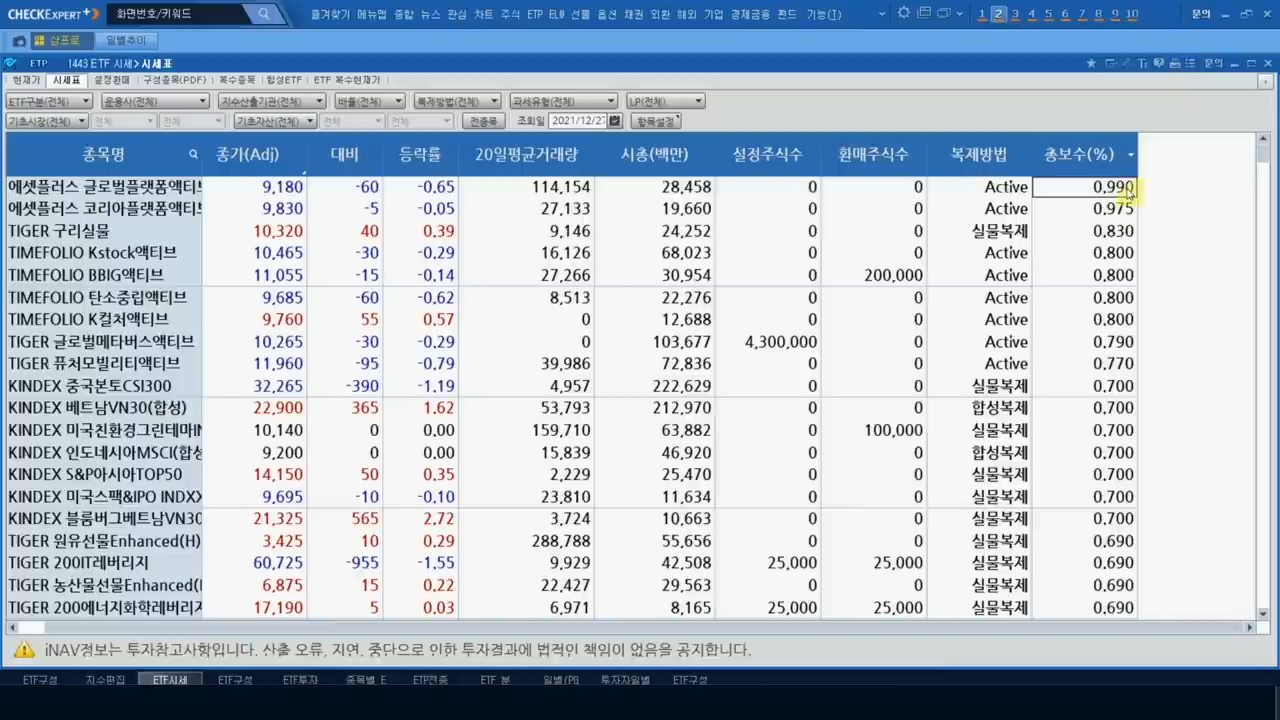 CHECKExpert+ 화면번호/키워드 즐겨찾기 메뉴맵 종합 뉴스 관심 차트 주식 ETP ELW 선물 옵션 채권 외환 해외 기업 경제금융 펀드 기능(I) 1 2 3 4 5 6 7 8 9 10 문의
삼프로 일별추이
ETP 1443 ETF 시세>시세표 문의
현재가 시세표 설정환매 구성종목(PDF) 복수종목 합성ETF ETF 복수현재가
ETF구분(전체) 운용사(전체) 지수산출기관(전체) 배율(전체) 복제방법(전체) 과세유형(전체) LP(전체)
기초시장(전체) 전체 전체 기초자산(전체) 전체 전체 전종목 조회일 2021/12/27 항목설정
종목명 종가(Adj) 대비 등락률 20일평균거래량 시총(백만) 설정주식수 환매주식수 복제방법 총보수(%)
에셋플러스 글로벌플랫폼액티브 9,180 -60 -0.65 114,154 28,458 0 0 Active 0.990
에셋플러스 코리아플랫폼액티브 9,830 -5 -0.05 27,133 19,660 0 0 Active 0.975
TIGER 구리실물 10,320 40 0.39 9,146 24,252 0 0 실물복제 0.830
TIMEFOLIO Kstock액티브 10,465 -30 -0.29 16,126 68,023 0 0 Active 0.800
TIMEFOLIO BBIG액티브 11,055 -15 -0.14 27,266 30,954 0 200,000 Active 0.800
TIMEFOLIO 탄소중립액티브 9,685 -60 -0.62 8,513 22,276 0 0 Active 0.800
TIMEFOLIO K컬처액티브 9,760 55 0.57 0 12,688 0 0 Active 0.800
TIGER 글로벌메타버스액티브 10,265 -30 -0.29 0 103,677 4,300,000 0 Active 0.790
TIGER 퓨처모빌리티액티브 11,960 -95 -0.79 39,986 72,836 0 0 Active 0.770
KINDEX 중국본토CSI300 32,265 -390 -1.19 4,957 222,629 0 0 실물복제 0.700
KINDEX 베트남VN30(합성) 22,900 365 1.62 53,793 212,970 0 0 합성복제 0.700
KINDEX 미국친환경그린테마IN 10,140 0 0.00 159,710 63,882 0 100,000 실물복제 0.700
KINDEX 인도네시아MSCI(합성 9,200 0 0.00 15,839 46,920 0 0 합성복제 0.700
KINDEX S&P아시아TOP50 14,150 50 0.35 2,229 25,470 0 0 실물복제 0.700
KINDEX 미국스팩&IPO INDXX 9,695 -10 -0.10 23,810 11,634 0 0 실물복제 0.700
KINDEX 블룸버그베트남VN30 21,325 565 2.72 3,724 10,663 0 0 실물복제 0.700
TIGER 원유선물Enhanced(H) 3,425 10 0.29 288,788 55,656 0 0 실물복제 0.690
TIGER 200IT레버리지 60,725 -955 -1.55 9,929 42,508 25,000 25,000 실물복제 0.690
TIGER 농산물선물Enhanced( 6,875 15 0.22 22,427 29,563 0 0 실물복제 0.690
TIGER 200에너지화학레버리지 17,190 5 0.03 6,971 8,165 25,000 25,000 실물복제 0.690
iNAV정보는 투자참고사항입니다. 산출 오류, 지연, 중단으로 인한 투자결과에 법적인 책임이 없음을 공지합니다.
ETF구성 지수편집 ETF시세 ETF구성 ETF투자 종목별 E ETP전종 ETF 분 일별(PB 투자자일별 ETF구성